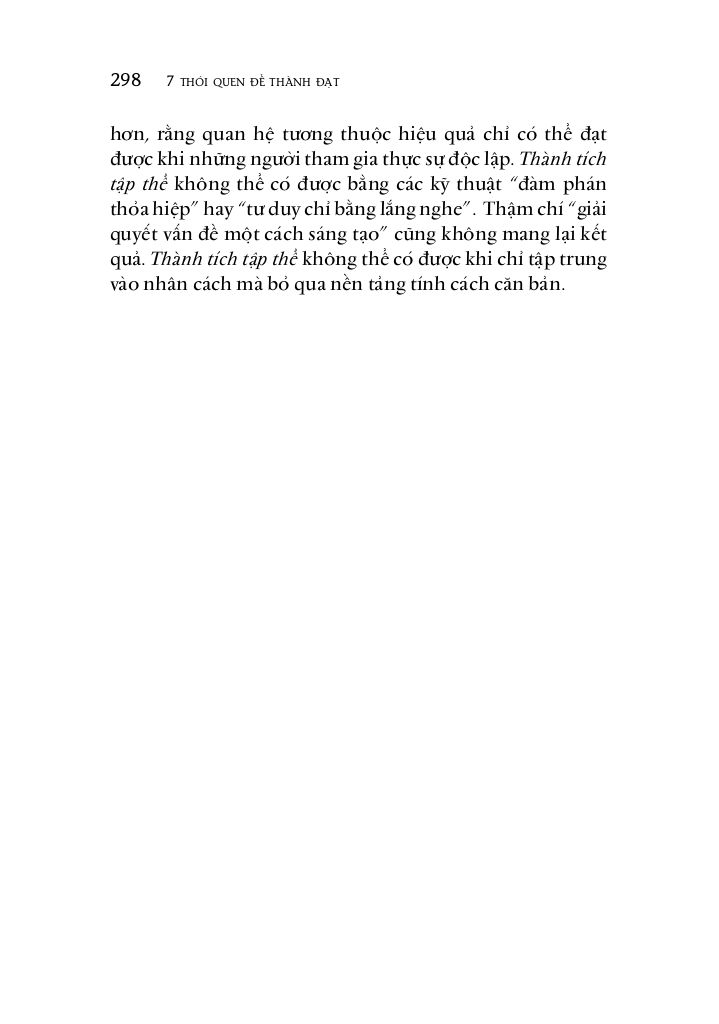 298 7 THÓI QUEN ĐỂ THÀNH ĐẠT
hơn, rằng quan hệ tương thuộc hiệu quả chỉ có thể đạt
được khi những người tham gia thực sự độc lập. Thành tích
tập thể không thể có được bằng các kỹ thuật “đàm phán
thỏa hiệp” hay “tư duy chỉ bằng lắng nghe”. Thậm chí “giải
quyết vấn đề một cách sáng tạo” cũng không mang lại kết
quả. Thành tích tập thể không thể có được khi chỉ tập trung
vào nhân cách mà bỏ qua nền tảng tính cách căn bản.